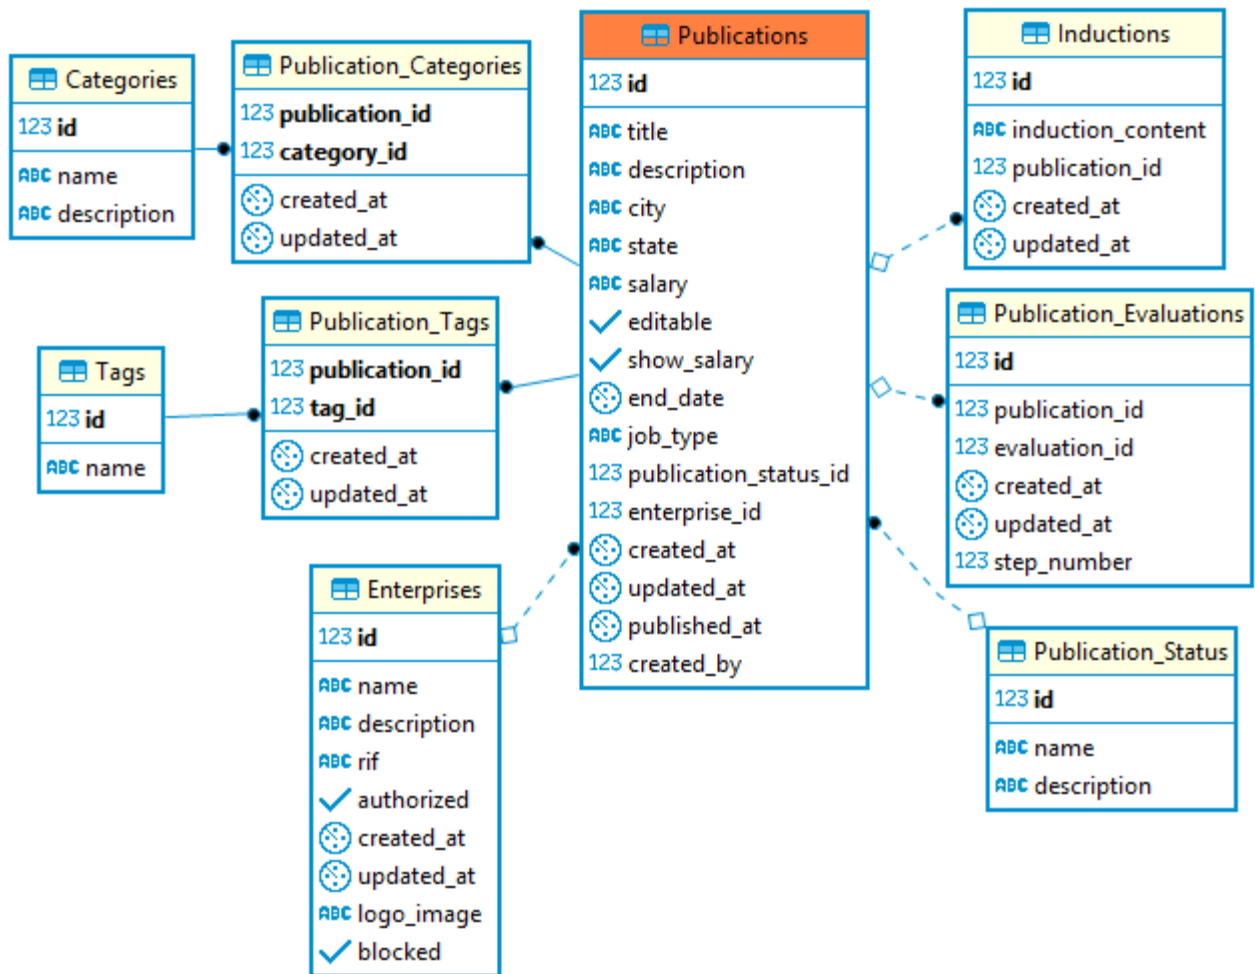 Categories
123 id
ABC name
ABC description
Publication_Categories
123 publication_id
123 category_id
created_at
updated_at
Publications
123 id
ABC title
ABC description
ABC city
ABC state
ABC salary
editable
show_salary
end_date
ABC job_type
123 publication_status_id
123 enterprise_id
created_at
updated_at
published_at
123 created_by
Inductions
123 id
ABC induction_content
123 publication_id
created_at
updated_at
Tags
123 id
ABC name
Publication_Tags
123 publication_id
123 tag_id
created_at
updated_at
Publication_Evaluations
123 id
123 publication_id
123 evaluation_id
created_at
updated_at
123 step_number
Enterprises
123 id
ABC name
ABC description
ABC rif
authorized
created_at
updated_at
ABC logo_image
blocked
Publication_Status
123 id
ABC name
ABC description